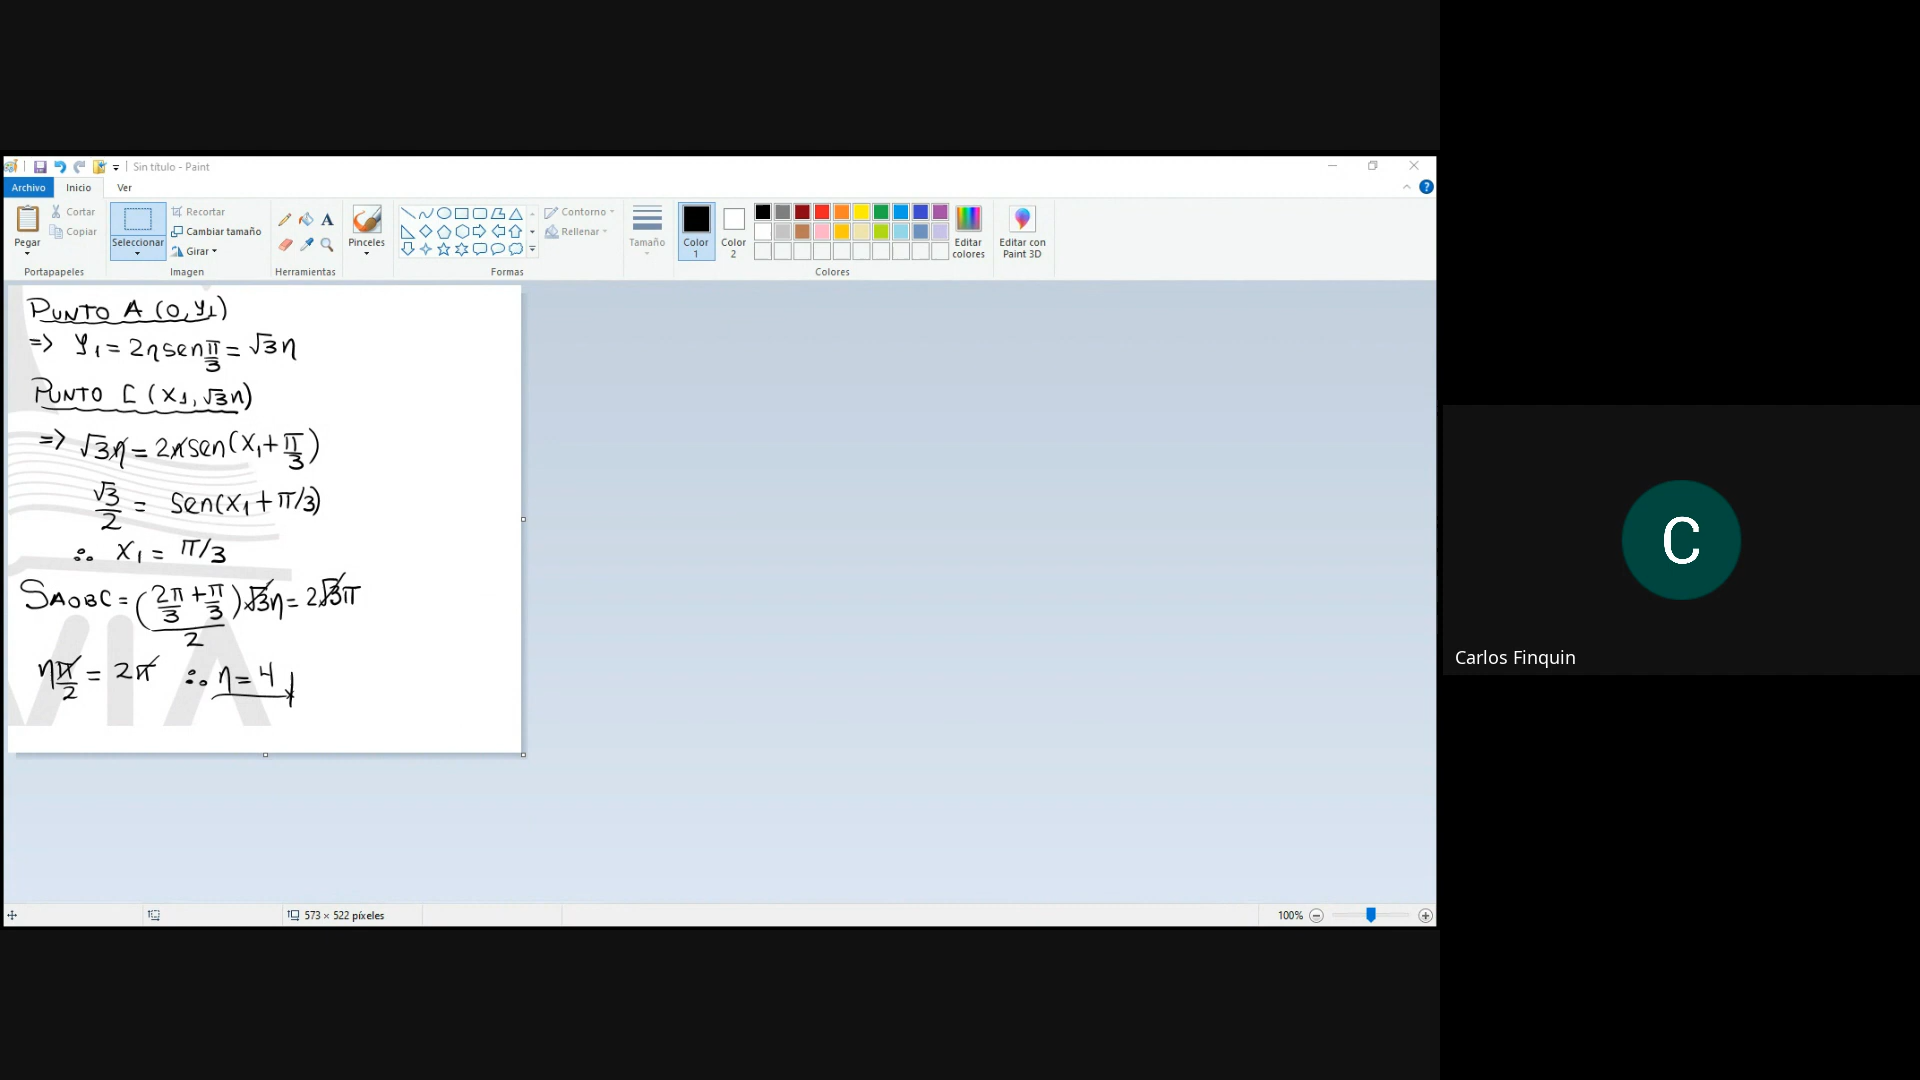 Sin título - Paint
Archivo Inicio Ver
Pegar
Cortar
Copiar
Portapapeles
Seleccionar
Recortar
Cambiar tamaño
Girar
Imagen
A
Herramientas
Pinceles
Contorno
Rellenar
Formas
Tamaño
Color 1
Color 2
Editar colores
Colores
Editar con Paint 3D
PUNTO A (0, y1)
=> y1 = 2n sen π/3 = √3 n
PUNTO C (x1, √3n)
=> √3n = 2n sen(x1 + π/3)
√3/2 = sen(x1 + π/3)
∴ x1 = π/3
SAOBC = (2π/3 + π/3)√3n/2 = 2√3π
nπ/2 = 2π ∴ n = 4
VIA
573 × 522 píxeles
100%
C
Carlos Finquin